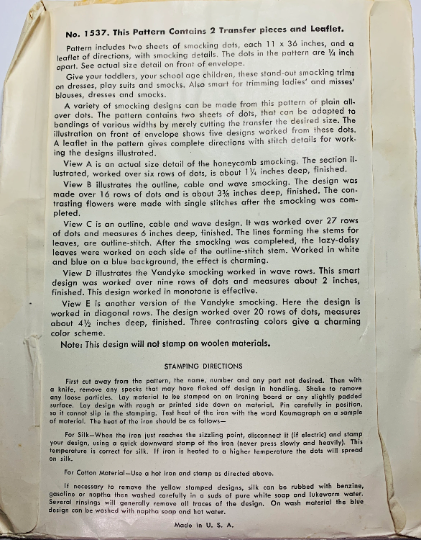 No. 1537. This Pattern Contains 2 Transfer pieces and Leaflet.
Pattern includes two sheets of smocking dots, each 11 x 36 inches, and a
leaflet of directions, with smocking details. The dots in the pattern are ¼ inch
apart. See actual size detail on front of envelope.
Give your toddlers, your school age children, these stand-out smocking trims
on dresses, play suits and smocks. Also smart for trimming ladies' and misses'
blouses, dresses and smocks.
A variety of smocking designs can be made from this pattern of plain all-
over dots. The pattern contains two sheets of dots, that can be adapted to
bandings of various widths by merely cutting the transfer the desired size. The
illustration on front of envelope shows five designs worked from these dots.
A leaflet in the pattern gives complete directions with stitch details for work-
ing the designs illustrated.
View A is an actual size detail of the honeycomb smocking. The section il-
lustrated, worked over six rows of dots, is about 1¼ inches deep, finished.
View B illustrates the outline, cable and wave smocking. The design was
made over 16 rows of dots and is about 3⅜ inches deep, finished. The con-
trasting flowers were made with single stitches after the smocking was com-
pleted.
View C is an outline, cable and wave design. It was worked over 27 rows
of dots and measures 6 inches deep, finished. The lines forming the stems for
leaves, are outline-stitch. After the smocking was completed, the lazy-daisy
leaves were worked on each side of the outline-stitch stem. Worked in white
and blue on a blue background, the effect is charming.
View D illustrates the Vandyke smocking worked in wave rows. This smart
design was worked over nine rows of dots and measures about 2 inches,
finished. This design worked in monotone is effective.
View E is another version of the Vandyke smocking. Here the design is
worked in diagonal rows. The design worked over 20 rows of dots, measures
about 4½ inches deep, finished. Three contrasting colors give a charming
color scheme.
Note: This design will not stamp on woolen materials.
STAMPING DIRECTIONS
First cut away from the pattern, the name, number and any part not desired. Then with
a knife, remove any specks that may have flaked off design in handling. Shake to remove
any loose particles. Lay material to be stamped on an ironing board or any slightly padded
surface. Lay design with rough or printed side down on material. Pin carefully in position,
so it cannot slip in the stamping. Test heat of iron with the word Kaumagraph on a sample
of material. The heat of the iron should be as follows—
For Silk—When the iron just reaches the sizzling point, disconnect it (if electric) and stamp
your design, using a quick downward stamp of the iron (never press slowly and heavily). This
temperature is correct for silk. If iron is heated to a higher temperature the dots will spread
on silk.
For Cotton Material—Use a hot iron and stamp as directed above.
If necessary to remove the yellow stamped designs, silk can be rubbed with benzine,
gasoline or naptha then washed carefully in a suds of pure white soap and lukewarm water.
Several rinsings will generally remove all traces of the design. On wash material the blue
design can be washed with naptha soap and hot water.
Made in U. S. A.